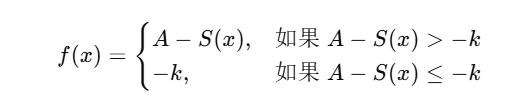 f(x) = { A − S(x), 如果 A − S(x) > −k
−k, 如果 A − S(x) ≤ −k